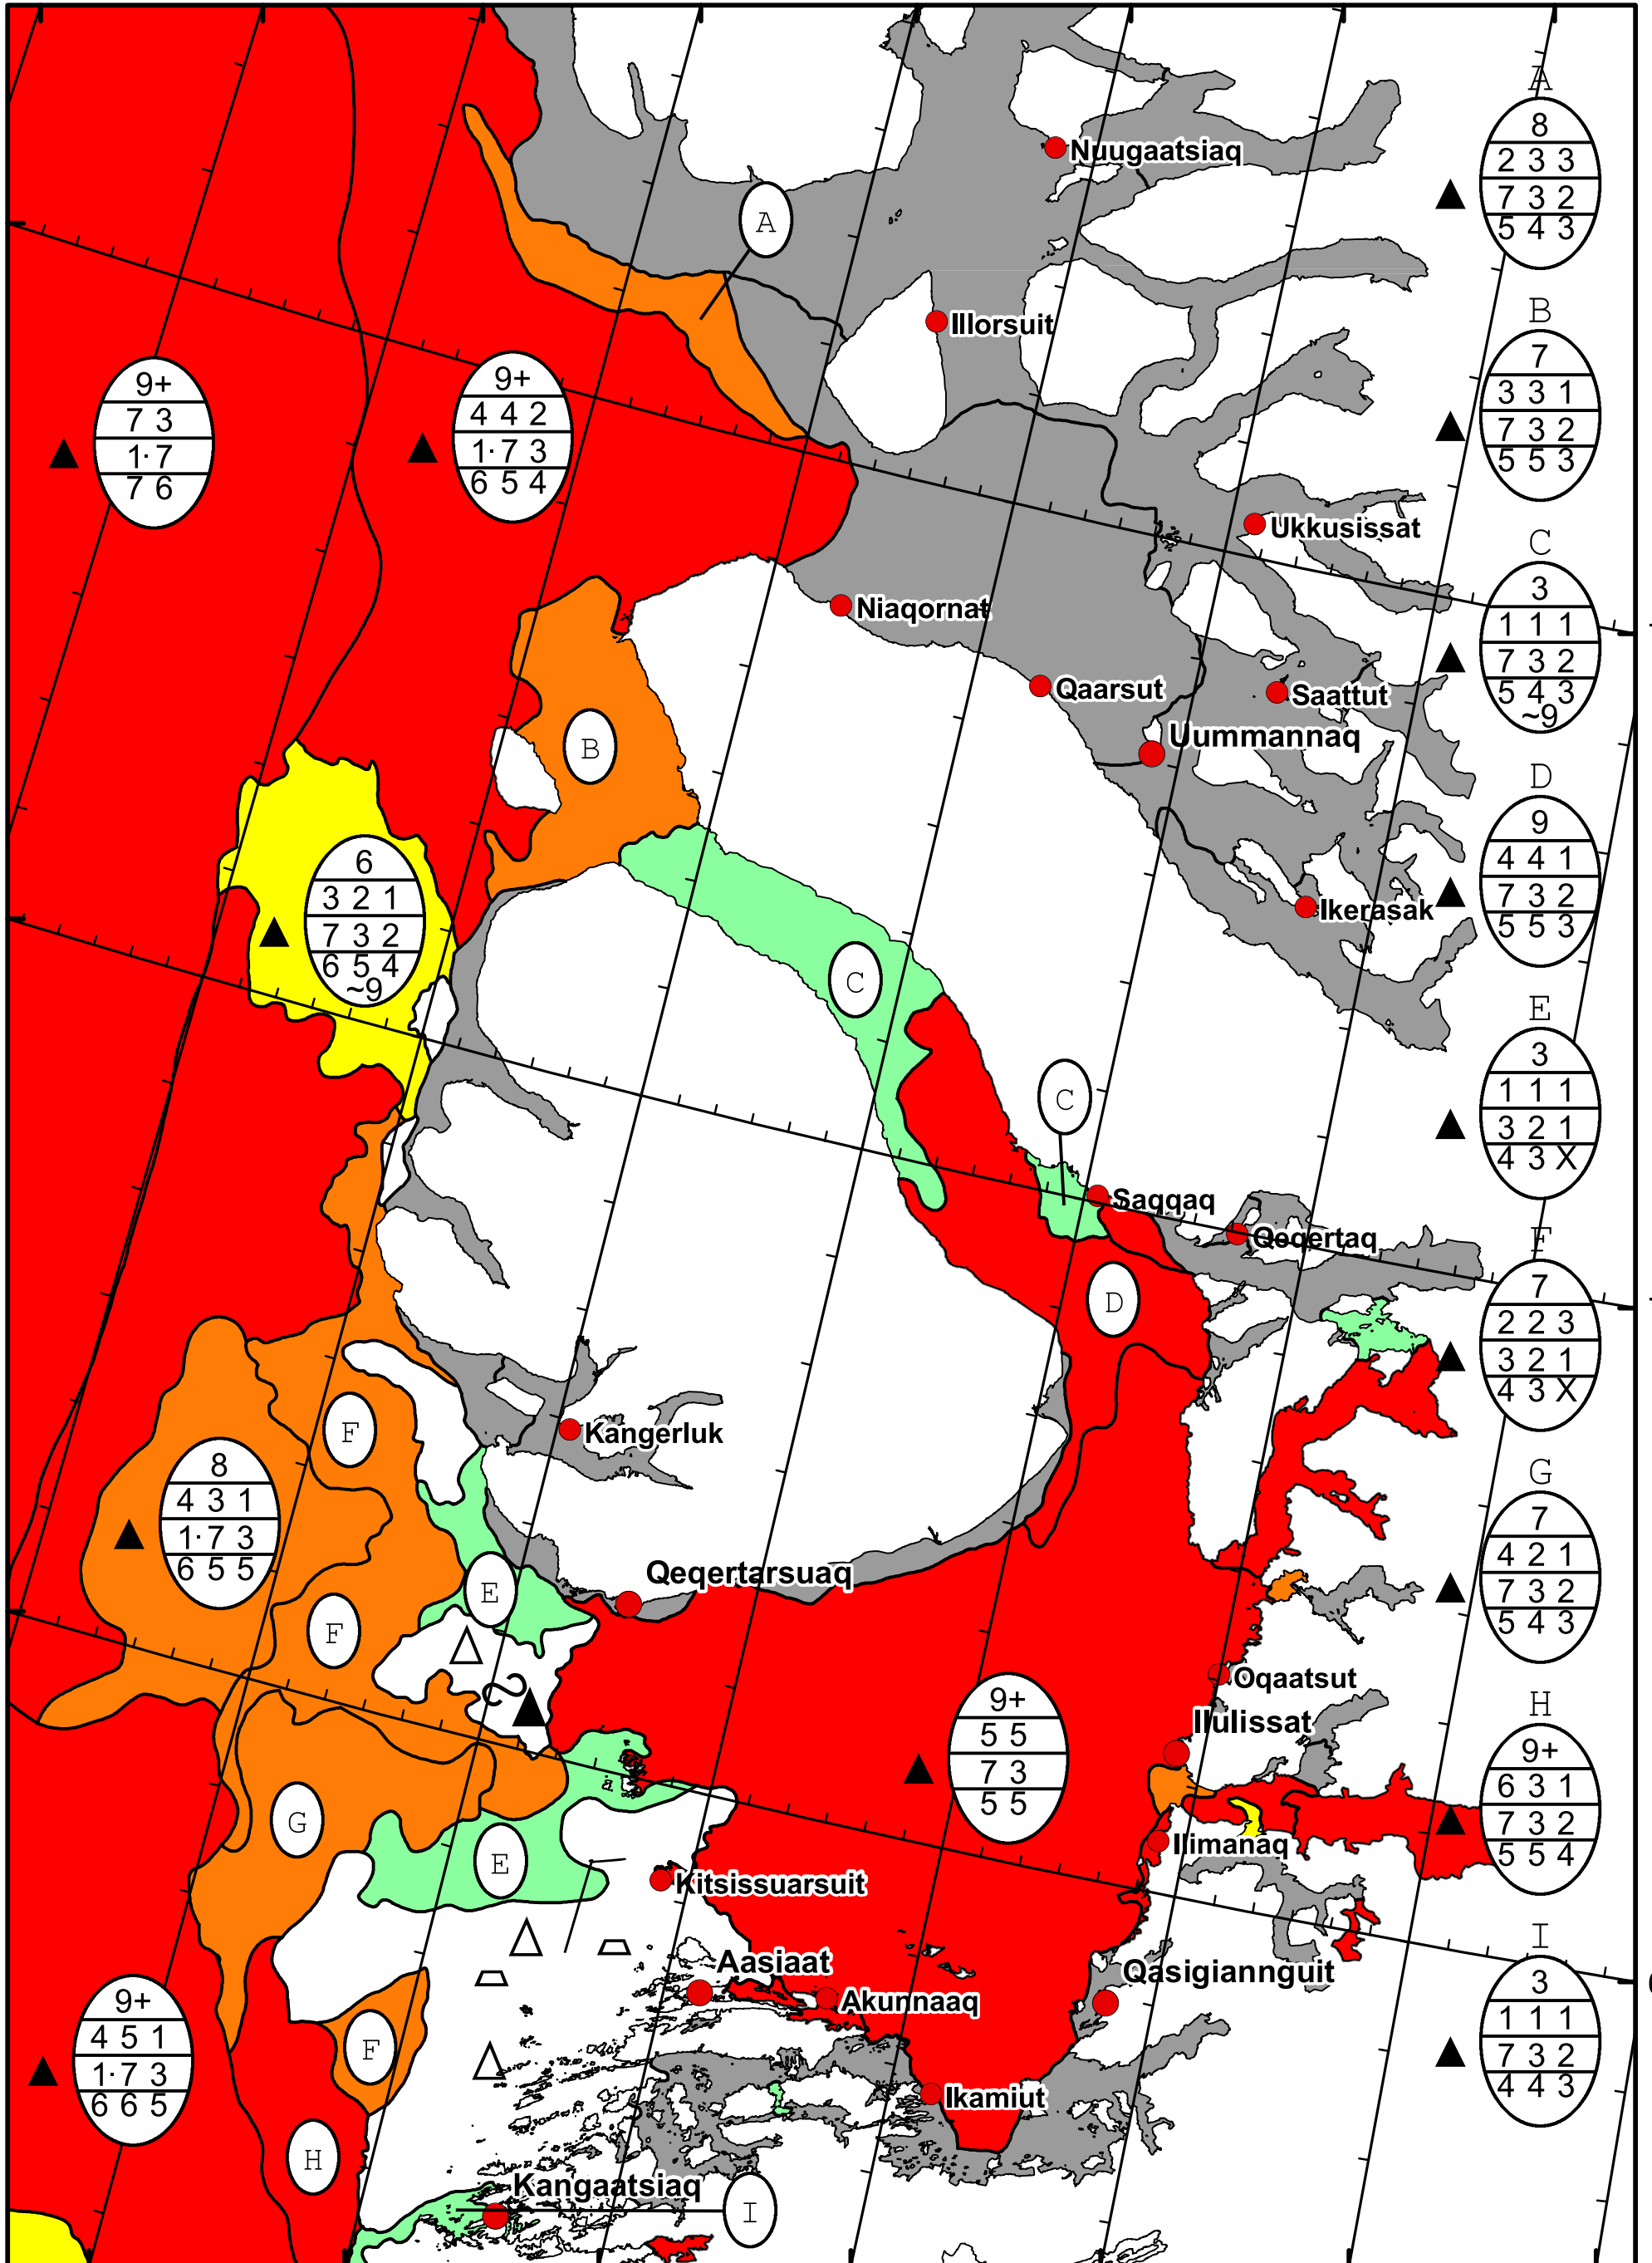 A
8
2 3 3
7 3 2
5 4 3
Nuugaatsiaq
A
Illorsuit
B
7
3 3 1
7 3 2
5 5 3
9+
7 3
1· 7
7 6
9+
4 4 2
1· 7 3
6 5 4
Ukkusissat
C
3
1 1 1
7 3 2
5 4 3
~9
Niaqornat
Qaarsut
Saattut
Uummannaq
B
D
9
4 4 1
7 3 2
5 5 3
6
3 2 1
7 3 2
6 5 4
~9
Ikerasak
C
E
3
1 1 1
3 2 1
4 3 X
C
Saqqaq
Qeqertaq
F
7
2 2 3
3 2 1
4 3 X
D
F
Kangerluk
8
4 3 1
1· 7 3
6 5 5
G
7
4 2 1
7 3 2
5 4 3
E
Qeqertarsuaq
F
Oqaatsut
9+
5 5
7 3
5 5
Ilulissat
H
9+
6 3 1
7 3 2
5 5 4
G
E
Ilimanaq
Kitsissuarsuit
Aasiaat
Akunnaaq
Qasigiannguit
I
3
1 1 1
7 3 2
4 4 3
9+
4 5 1
1· 7 3
6 6 5
F
Ikamiut
H
Kangaatsiaq
I